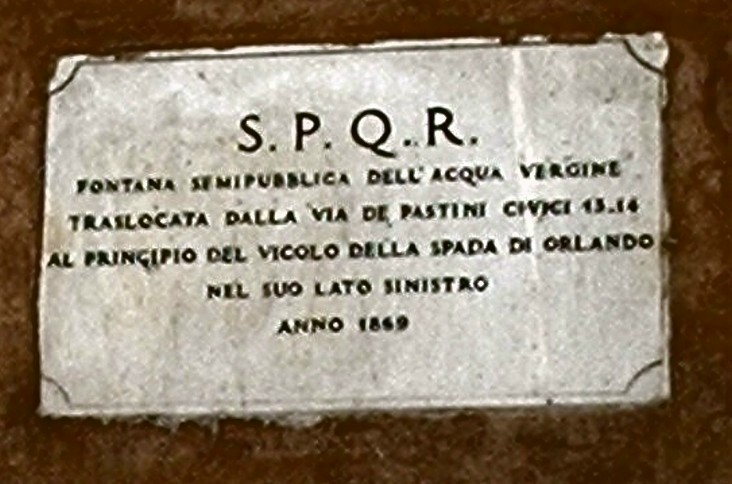 S. P. Q. R.
FONTANA SEMIPUBBLICA DELL'ACQUA VERGINE
TRASLOCATA DALLA VIA DE PASTINI CIVICI 13-14
AL PRINCIPIO DEL VICOLO DELLA SPADA DI ORLANDO
NEL SUO LATO SINISTRO
ANNO 1869